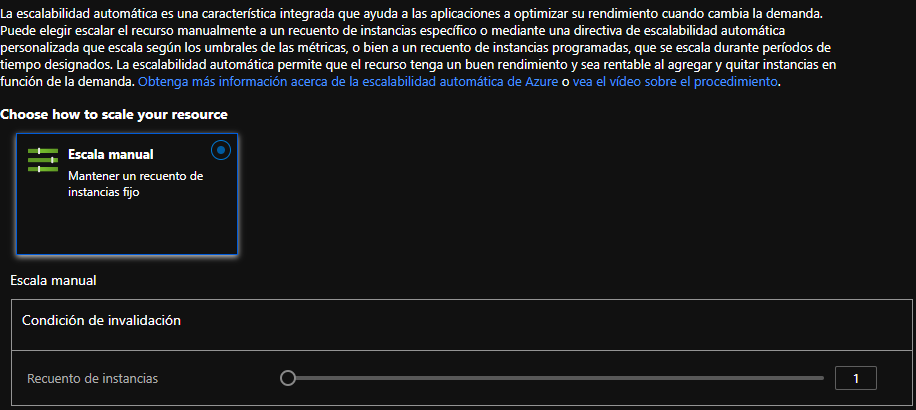 La escalabilidad automática es una característica integrada que ayuda a las aplicaciones a optimizar su rendimiento cuando cambia la demanda.
Puede elegir escalar el recurso manualmente a un recuento de instancias específico o mediante una directiva de escalabilidad automática
personalizada que escala según los umbrales de las métricas, o bien a un recuento de instancias programadas, que se escala durante períodos de
tiempo designados. La escalabilidad automática permite que el recurso tenga un buen rendimiento y sea rentable al agregar y quitar instancias en
función de la demanda. Obtenga más información acerca de la escalabilidad automática de Azure o vea el vídeo sobre el procedimiento.
Choose how to scale your resource
Escala manual
Mantener un recuento de
instancias fijo
Escala manual
Condición de invalidación
Recuento de instancias 1